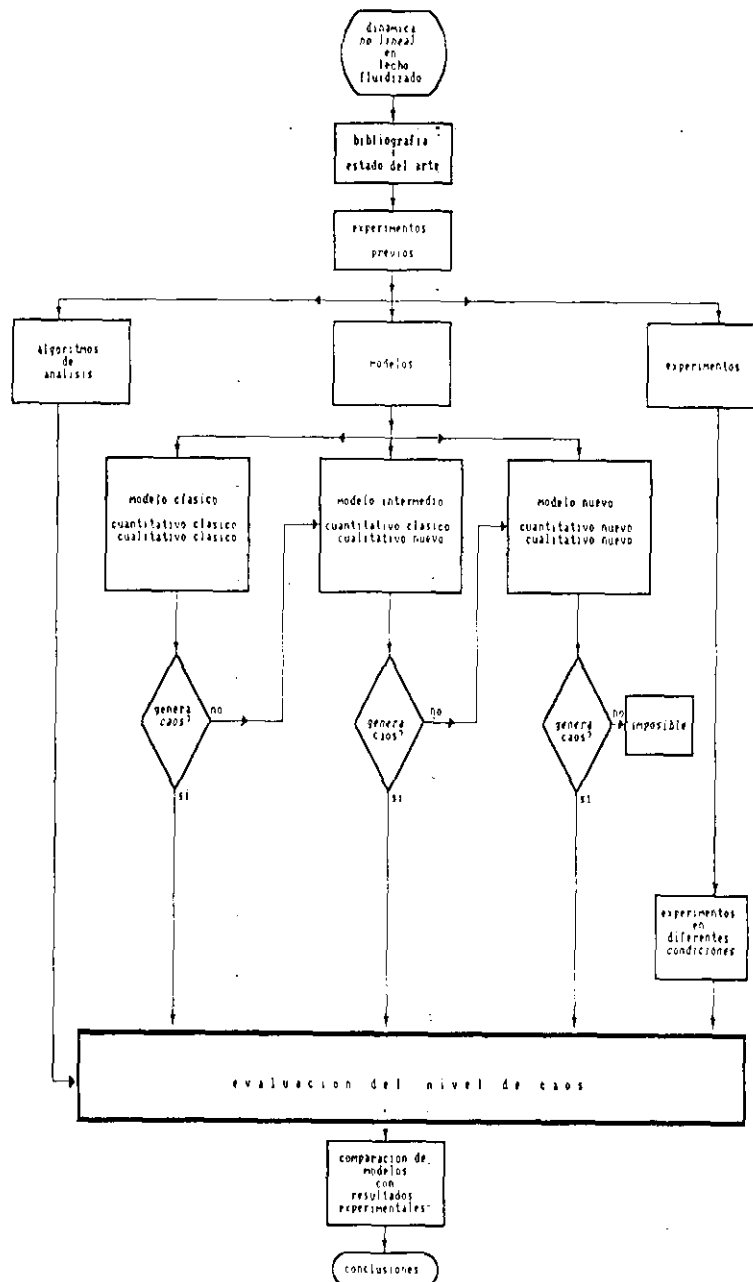 dinamica
no lineal
en
lecho
fluidizado
bibliografia
y
estado del arte
experimentos
previos
algoritmos
de
analisis
modelos
experimentos
modelo clasico
cuantitativo clasico
cualitativo clasico
modelo intermedio
cuantitativo clasico
cualitativo nuevo
modelo nuevo
cuantitativo nuevo
cualitativo nuevo
genera
caos?
no
si
genera
caos?
no
si
genera
caos?
no
si
imposible
experimentos
en
diferentes
condiciones
evaluacion del nivel de caos
comparacion de
modelos
con
resultados
experimentales
conclusiones